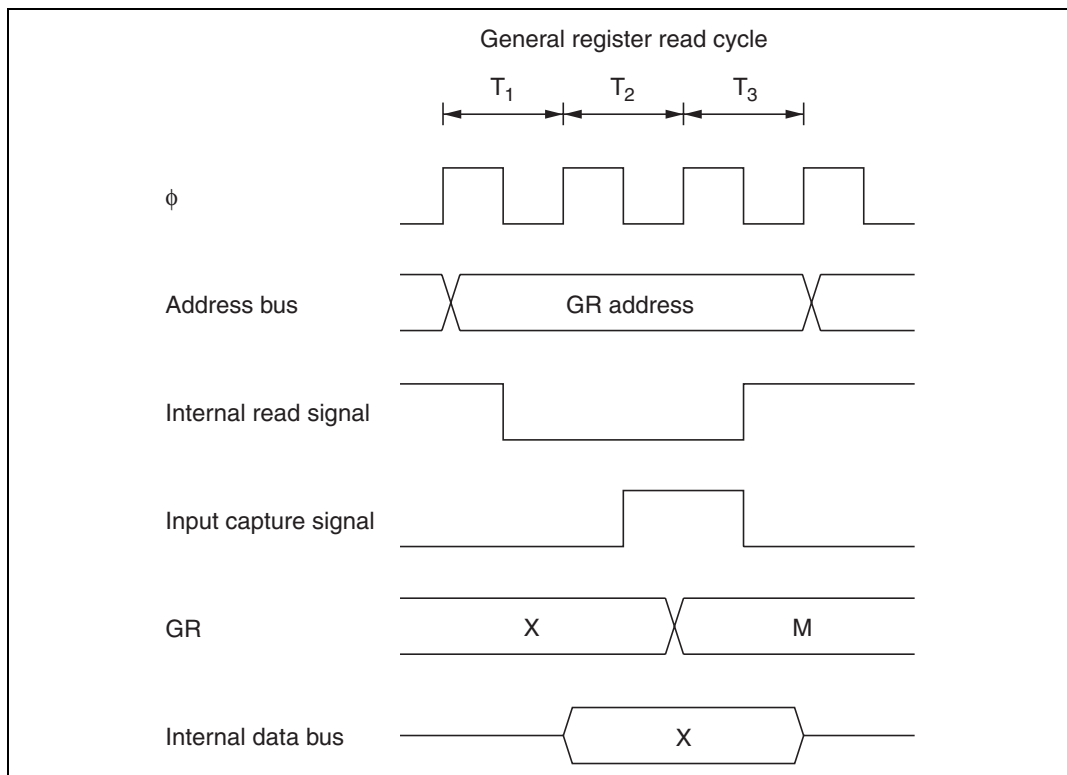 General register read cycle
T1 T2 T3
φ
Address bus GR address
Internal read signal
Input capture signal
GR X M
Internal data bus X